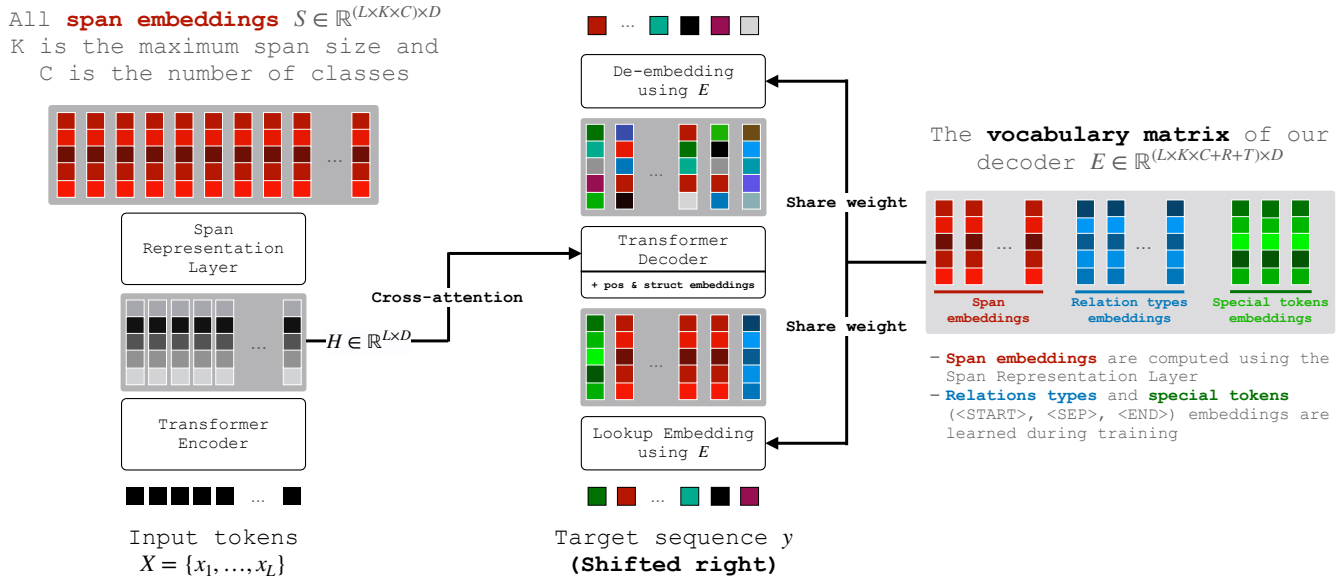 All span embeddings S ∈ ℝ^{(L×K×C)×D}
K is the maximum span size and
C is the number of classes
...
Span
Representation
Layer
...
H ∈ ℝ^{L×D}
Transformer
Encoder
...
Input tokens
X = {x_1, …, x_L}
Cross-attention
...
De-embedding
using E
...
Transformer
Decoder
+ pos & struct embeddings
...
Lookup Embedding
using E
...
Target sequence y
(Shifted right)
Share weight
Share weight
The vocabulary matrix of our
decoder E ∈ ℝ^{(L×K×C+R+T)×D}
...
...
Span
embeddings
Relation types
embeddings
Special tokens
embeddings
– Span embeddings are computed using the
Span Representation Layer
– Relations types and special tokens
(<START>, <SEP>, <END>) embeddings are
learned during training